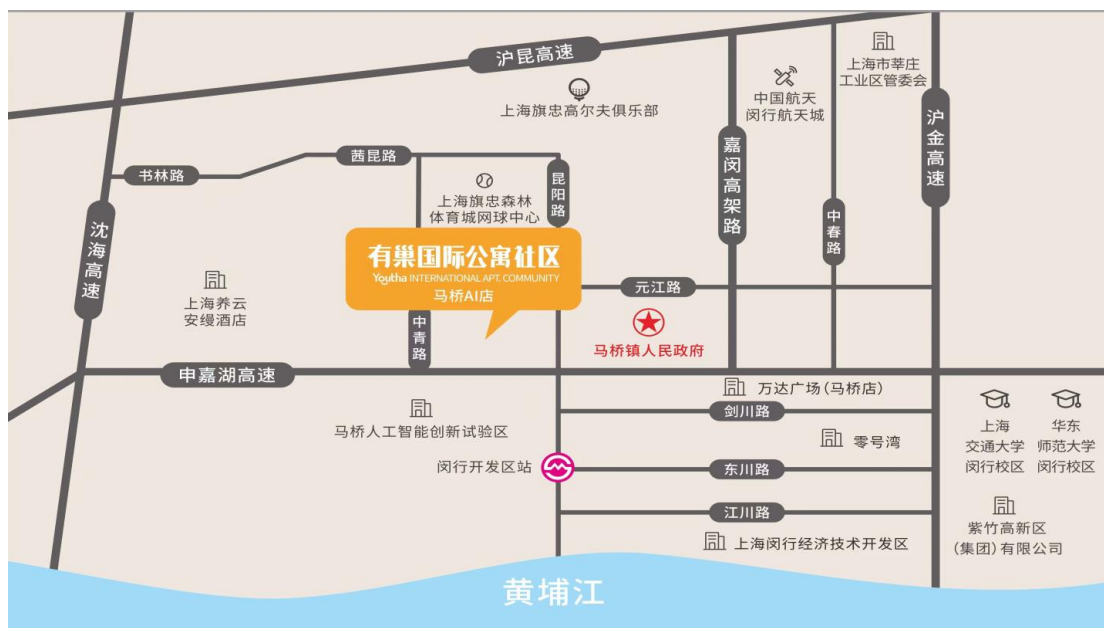 沪昆高速
上海市莘庄
工业区管委会
中国航天
闵行航天城
上海旗忠高尔夫俱乐部
沪金高速
嘉闵高架路
茜昆路
书林路
昆阳路
上海旗忠森林
体育城网球中心
中春路
沈海高速
有巢国际公寓社区
Youtha INTERNATIONAL APT. COMMUNITY
马桥AI店
元江路
上海养云
安缦酒店
中青路
马桥镇人民政府
申嘉湖高速
万达广场(马桥店)
剑川路
马桥人工智能创新试验区
零号湾
上海
交通大学
闵行校区
华东
师范大学
闵行校区
闵行开发区站
东川路
江川路
紫竹高新区
(集团)有限公司
上海闵行经济技术开发区
黄埔江